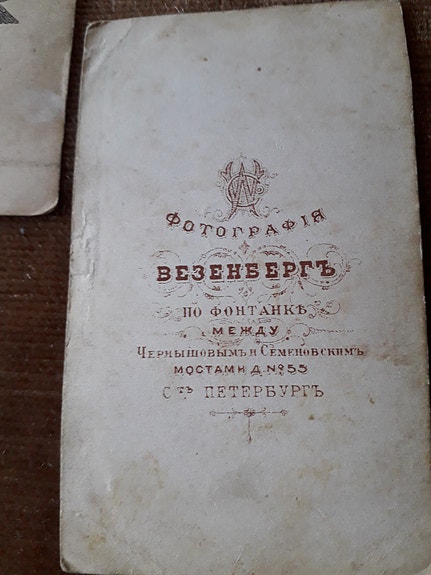 ФОТОГРАФІЯ
ВЕЗЕНБЕРГЪ
ПО ФОНТАНКѢ
МЕЖДУ
ЧЕРНЫШОВЫМЪ И СЕМЕНОВСКИМЪ
МОСТАМИ Д. №55
С ТЪ ПЕТЕРБУРГЪ